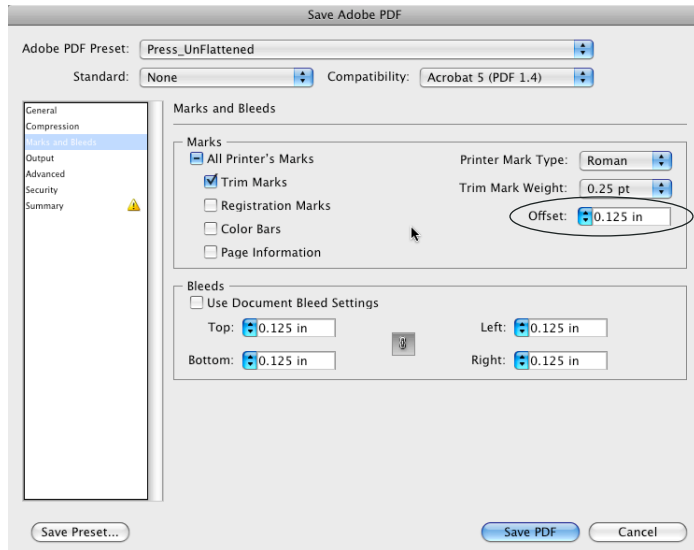 Save Adobe PDF
Adobe PDF Preset: Press_UnFlattened
Standard: None Compatibility: Acrobat 5 (PDF 1.4)
General
Compression
Marks and Bleeds
Output
Advanced
Security
Summary
Marks and Bleeds
Marks
All Printer's Marks
Trim Marks
Registration Marks
Color Bars
Page Information
Printer Mark Type: Roman
Trim Mark Weight: 0.25 pt
Offset: 0.125 in
Bleeds
Use Document Bleed Settings
Top: 0.125 in Left: 0.125 in
Bottom: 0.125 in Right: 0.125 in
Save Preset... Save PDF Cancel